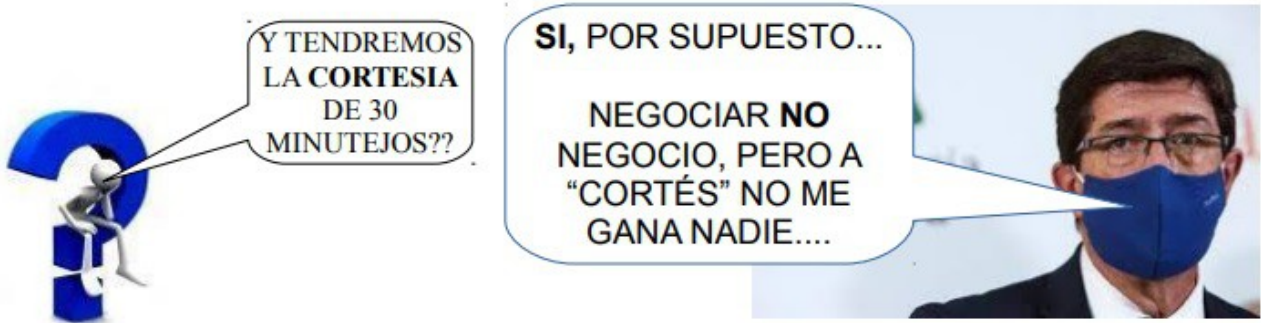 Y TENDREMOS
LA CORTESIA
DE 30
MINUTEJOS??
SI, POR SUPUESTO...
NEGOCIAR NO
NEGOCIO, PERO A
“CORTÉS” NO ME
GANA NADIE....